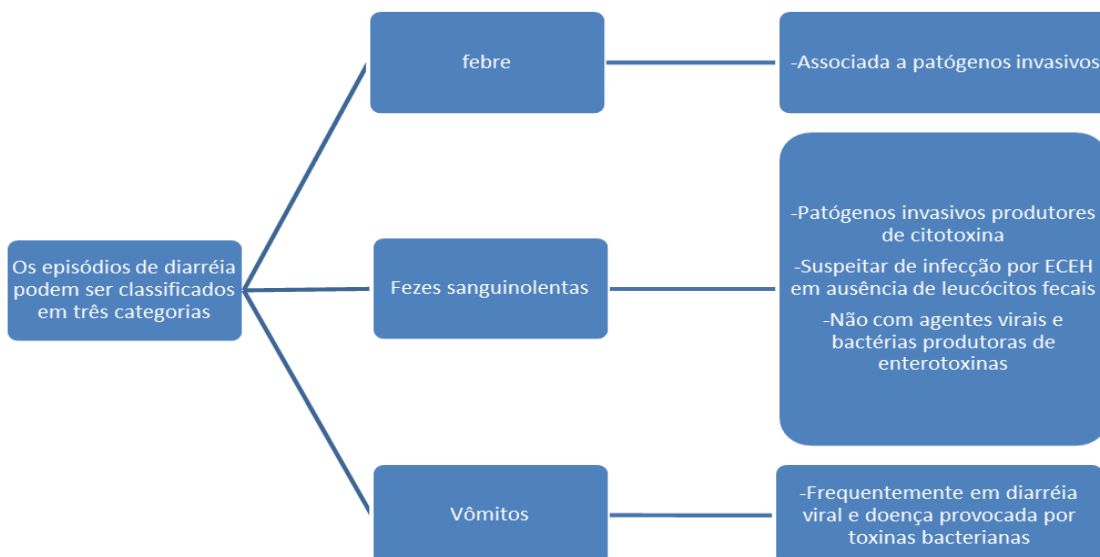 Os episódios de diarréia
podem ser classificados
em três categorias
febre
-Associada a patógenos invasivos
Fezes sanguinolentas
-Patógenos invasivos produtores
de citotoxina
-Suspeitar de infecção por ECEH
em ausência de leucócitos fecais
-Não com agentes virais e
bactérias produtoras de
enterotoxinas
Vômitos
-Frequentemente em diarréia
viral e doença provocada por
toxinas bacterianas